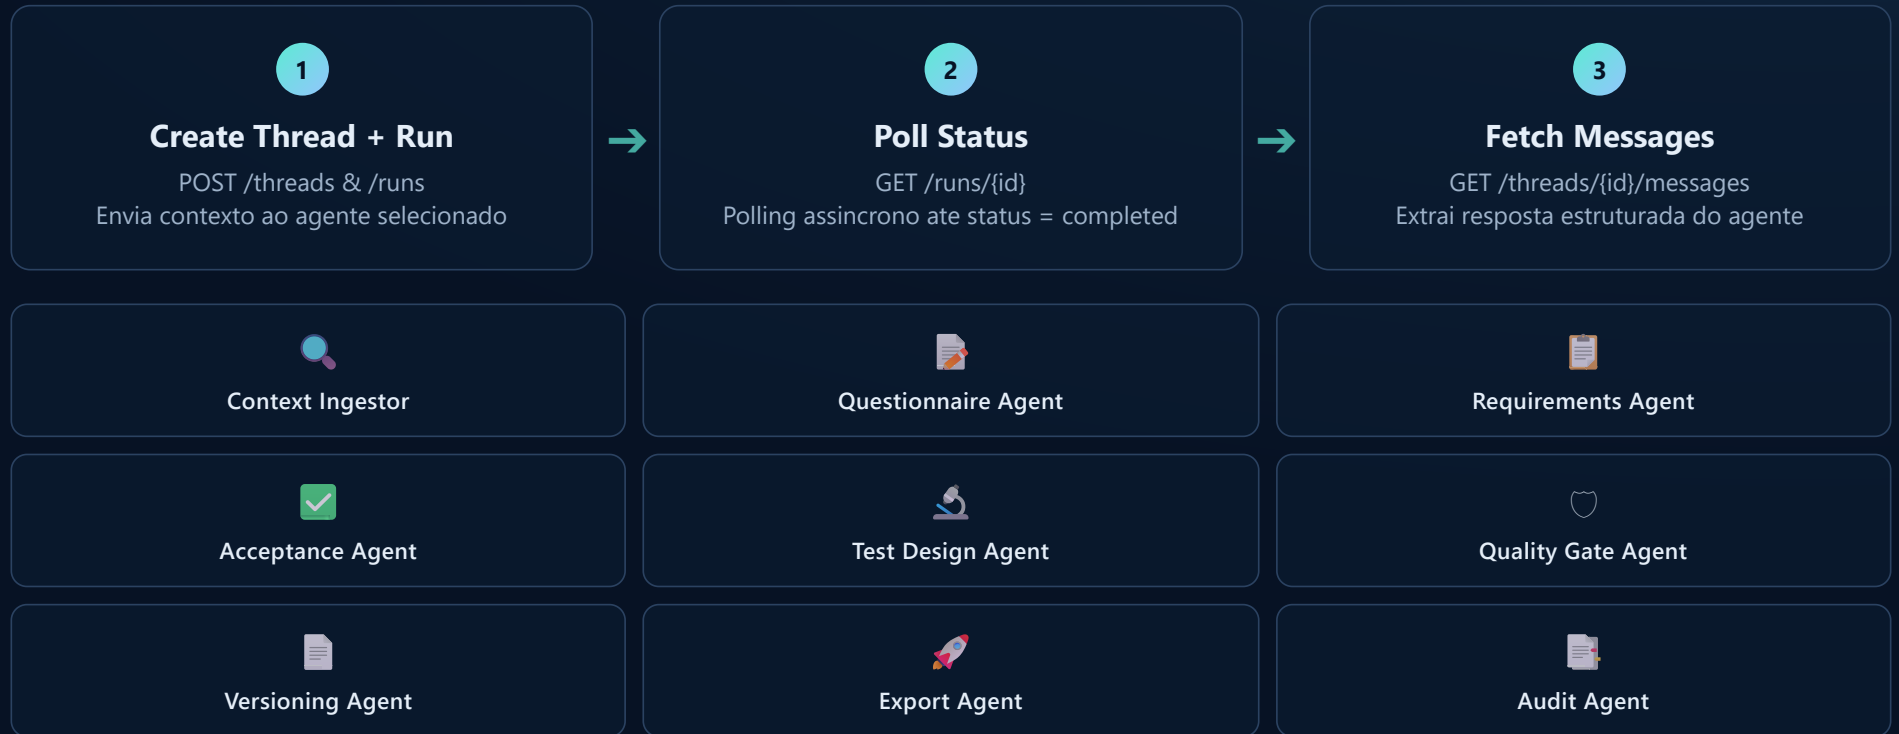 1
Create Thread + Run
POST /threads & /runs
Envia contexto ao agente selecionado
2
Poll Status
GET /runs/{id}
Polling assincrono ate status = completed
3
Fetch Messages
GET /threads/{id}/messages
Extrai resposta estruturada do agente
Context Ingestor
Questionnaire Agent
Requirements Agent
Acceptance Agent
Test Design Agent
Quality Gate Agent
Versioning Agent
Export Agent
Audit Agent